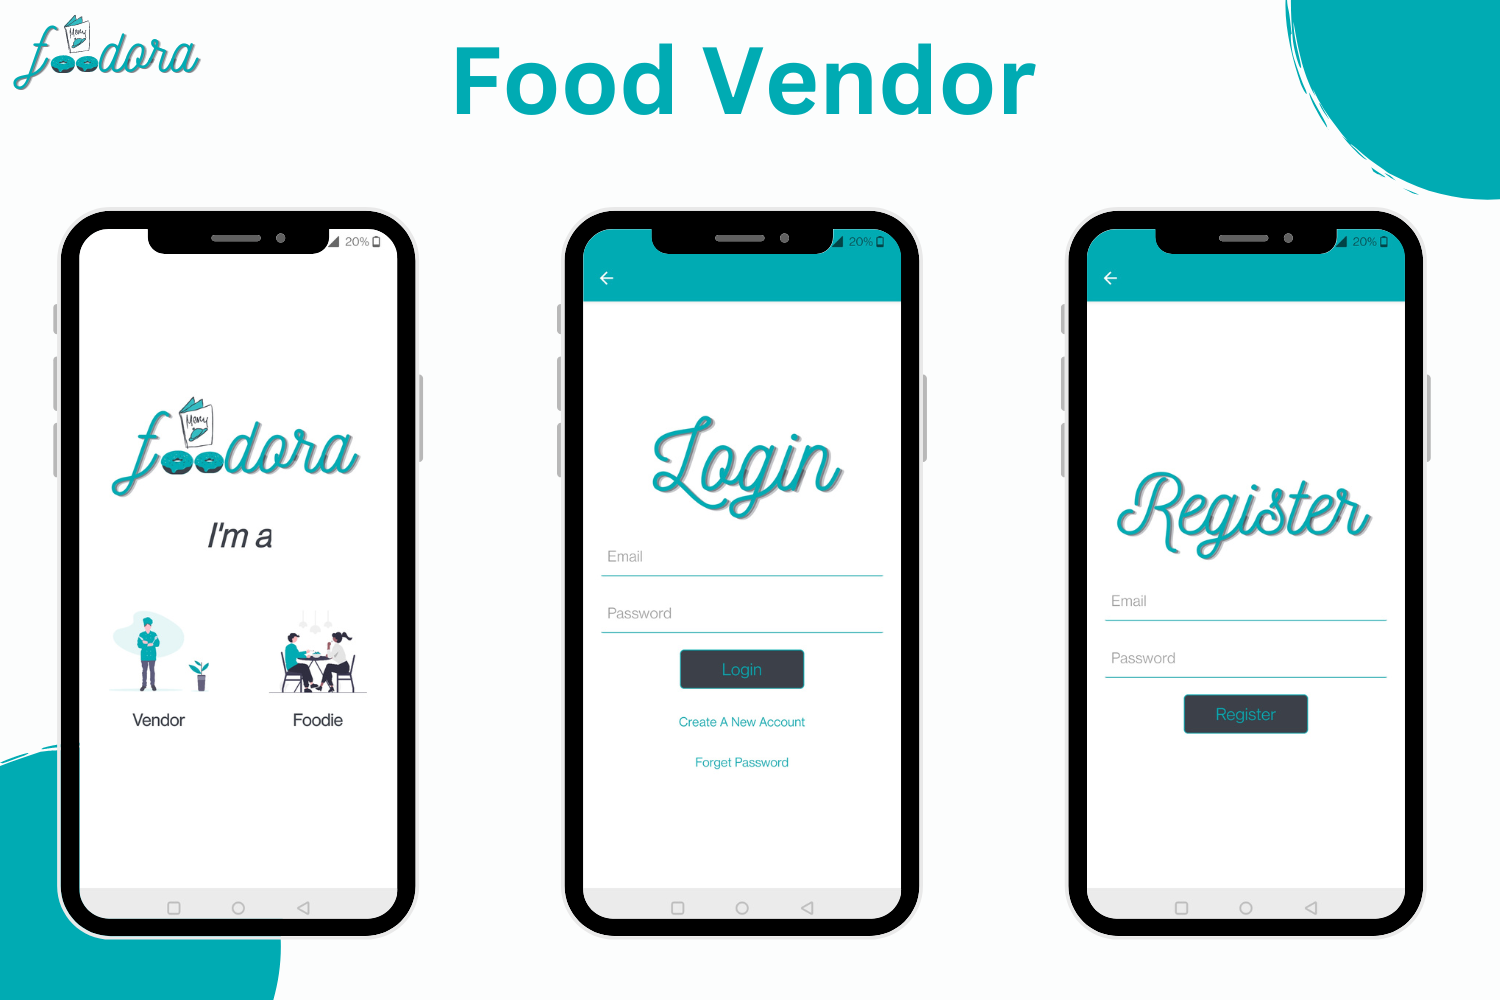 foodora
Menu
Food Vendor
20%
foodora
Menu
I'm a
Vendor
Foodie
20%
Login
Email
Password
Login
Create A New Account
Forget Password
20%
Register
Email
Password
Register